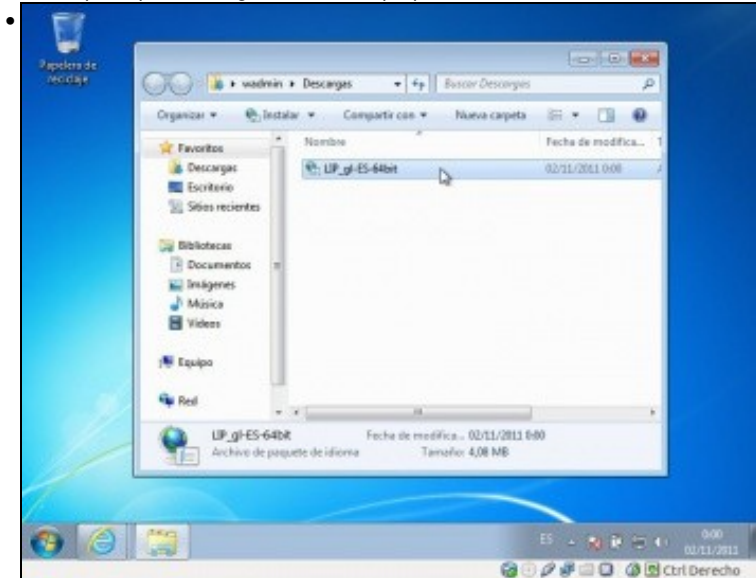 Papelera de
reciclaje
wadmin
Descargas
Buscar Descargas
Organizar
Instalar
Compartir con
Nueva carpeta
Nombre
Fecha de modifica...
Favoritos
Descargas
Escritorio
Sitios recientes
LIP_gl-ES-64bit
02/11/2011 0:00
Bibliotecas
Documentos
Imágenes
Música
Vídeos
Equipo
Red
LIP_gl-ES-64bit
Fecha de modifica... 02/11/2011 0:00
Archivo de paquete de idioma
Tamaño: 4,08 MB
ES
0:00
02/11/2011
Ctrl Derecho